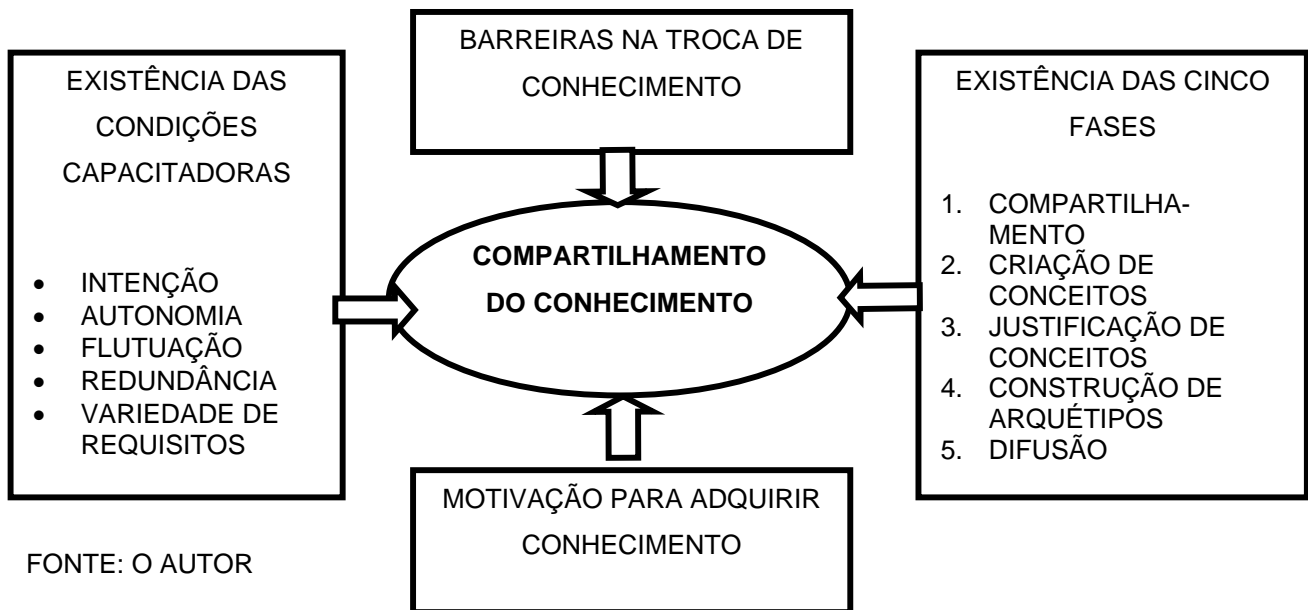 BARREIRAS NA TROCA DE
CONHECIMENTO
EXISTÊNCIA DAS
CONDIÇÕES
CAPACITADORAS
• INTENÇÃO
• AUTONOMIA
• FLUTUAÇÃO
• REDUNDÂNCIA
• VARIEDADE DE
REQUISITOS
COMPARTILHAMENTO
DO CONHECIMENTO
EXISTÊNCIA DAS CINCO
FASES
1. COMPARTILHA-
MENTO
2. CRIAÇÃO DE
CONCEITOS
3. JUSTIFICAÇÃO DE
CONCEITOS
4. CONSTRUÇÃO DE
ARQUÉTIPOS
5. DIFUSÃO
MOTIVAÇÃO PARA ADQUIRIR
CONHECIMENTO
FONTE: O AUTOR